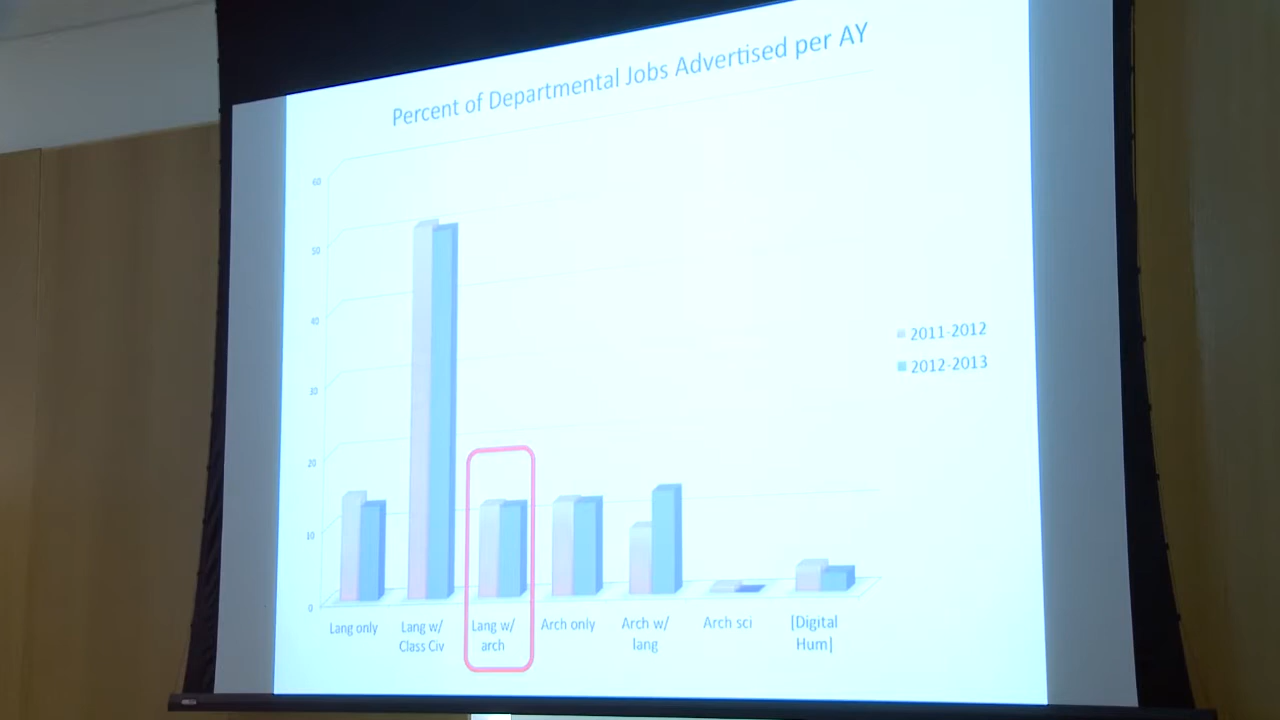 Percent of Departmental Jobs Advertised per AY
60
50
40
30
20
10
0
2011-2012
2012-2013
Lang only
Lang w/
Class Civ
Lang w/
arch
Arch only
Arch w/
lang
Arch sci
[Digital
Hum]